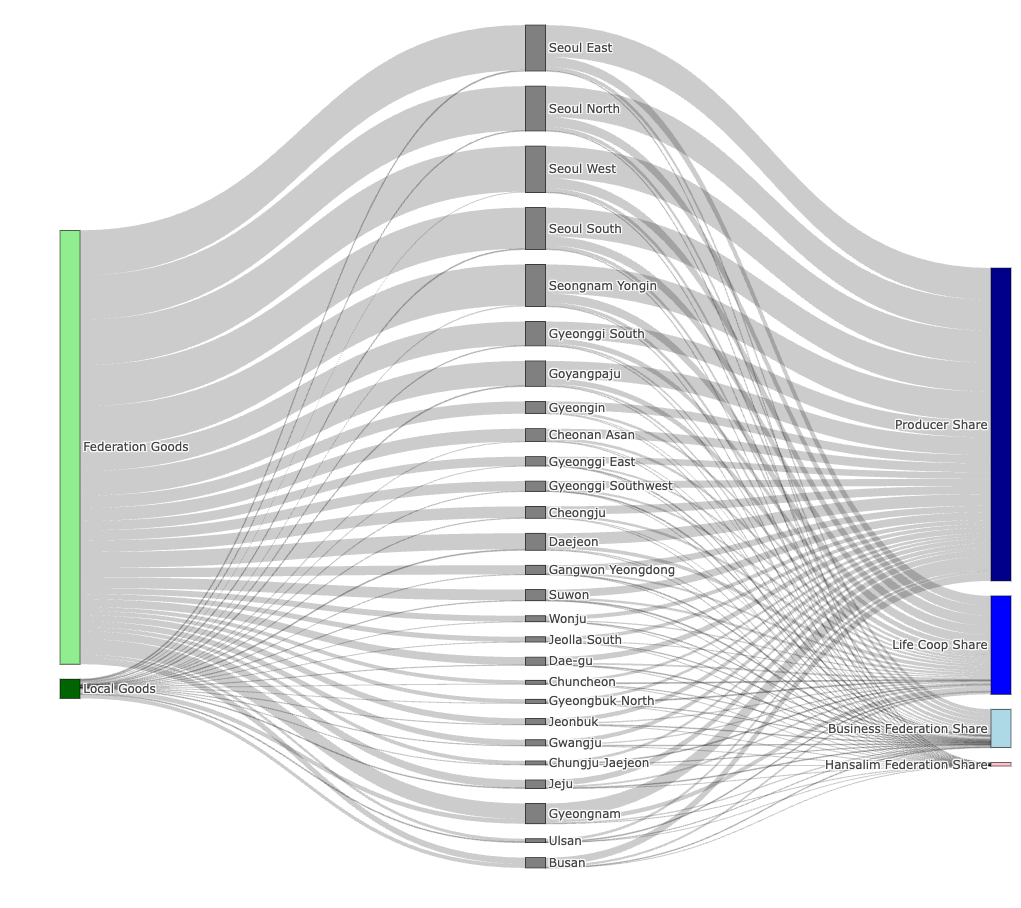 Federation Goods
Local Goods
Seoul East
Seoul North
Seoul West
Seoul South
Seongnam Yongin
Gyeonggi South
Goyangpaju
Gyeongin
Cheonan Asan
Gyeonggi East
Gyeonggi Southwest
Cheongju
Daejeon
Gangwon Yeongdong
Suwon
Wonju
Jeolla South
Dae-gu
Chuncheon
Gyeongbuk North
Jeonbuk
Gwangju
Chungju Jaejeon
Jeju
Gyeongnam
Ulsan
Busan
Producer Share
Life Coop Share
Business Federation Share
Hansalim Federation Share